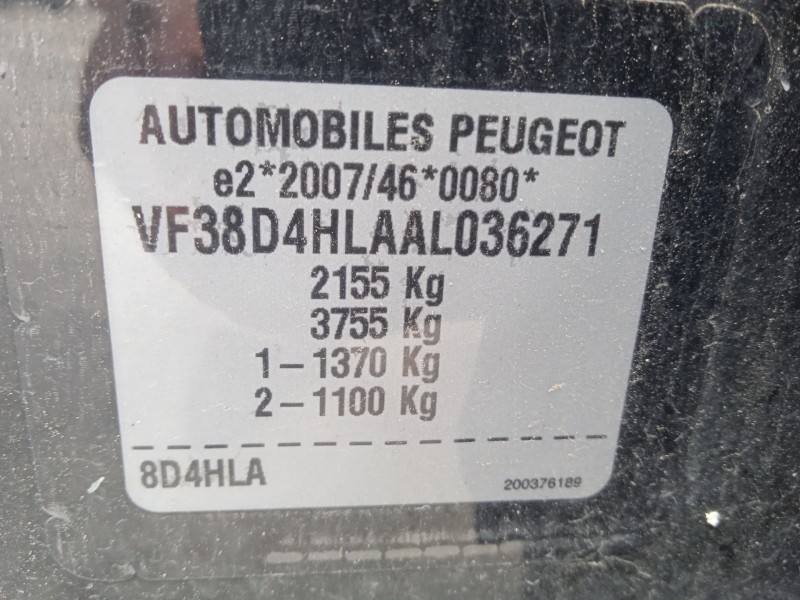 AUTOMOBILES PEUGEOT
e2*2007/46*0080*
VF38D4HLAAL036271
2155 Kg
3755 Kg
1-1370 Kg
2-1100 Kg
8D4HLA
200376189